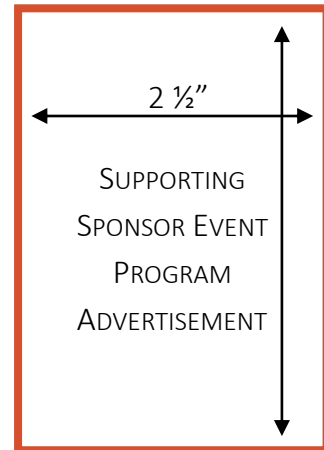 2 ½”
SUPPORTING
SPONSOR EVENT
PROGRAM
ADVERTISEMENT